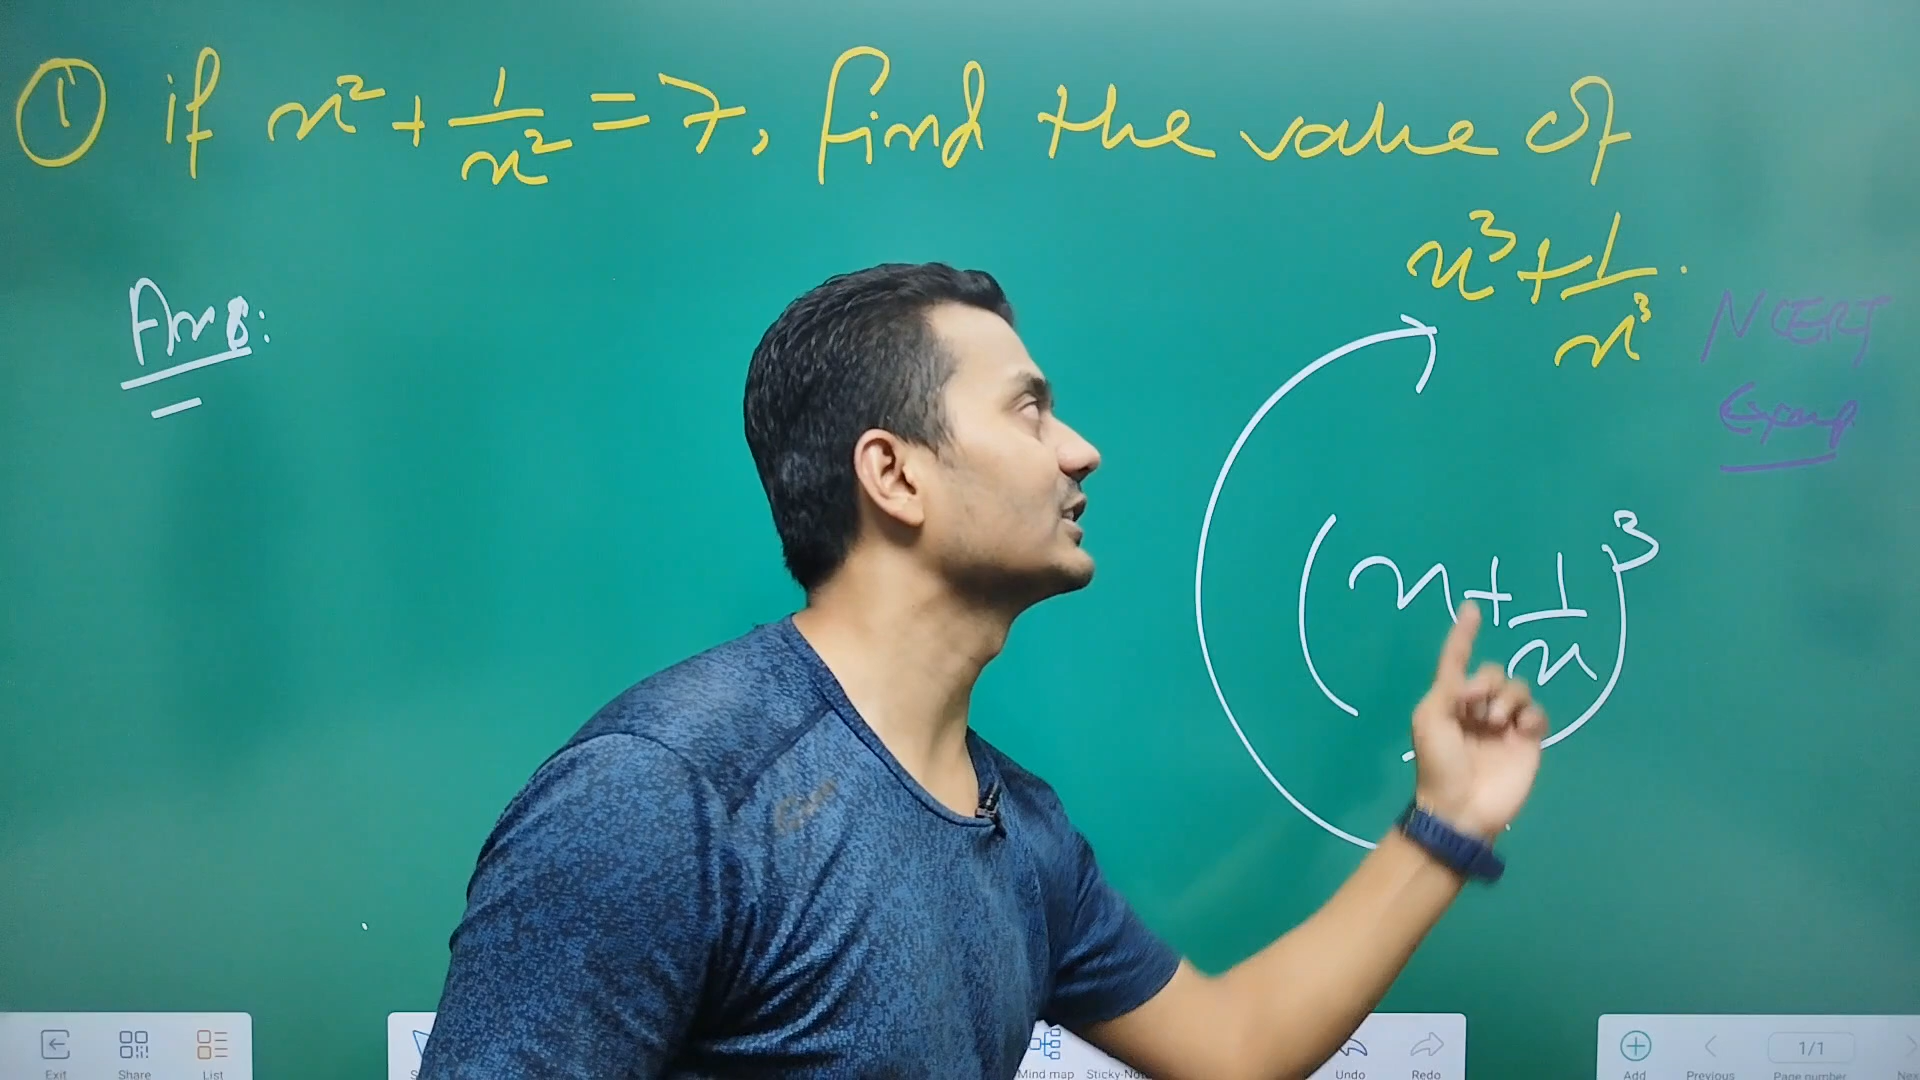 ① if x² + 1/x² = 7, find the value of
x³ + 1/x³.
Ans:
NCERT
Exemp.
(x + 1/x)³
Exit
Share
List
Mind map
Undo
Redo
Add
Previous
1/1
Page number